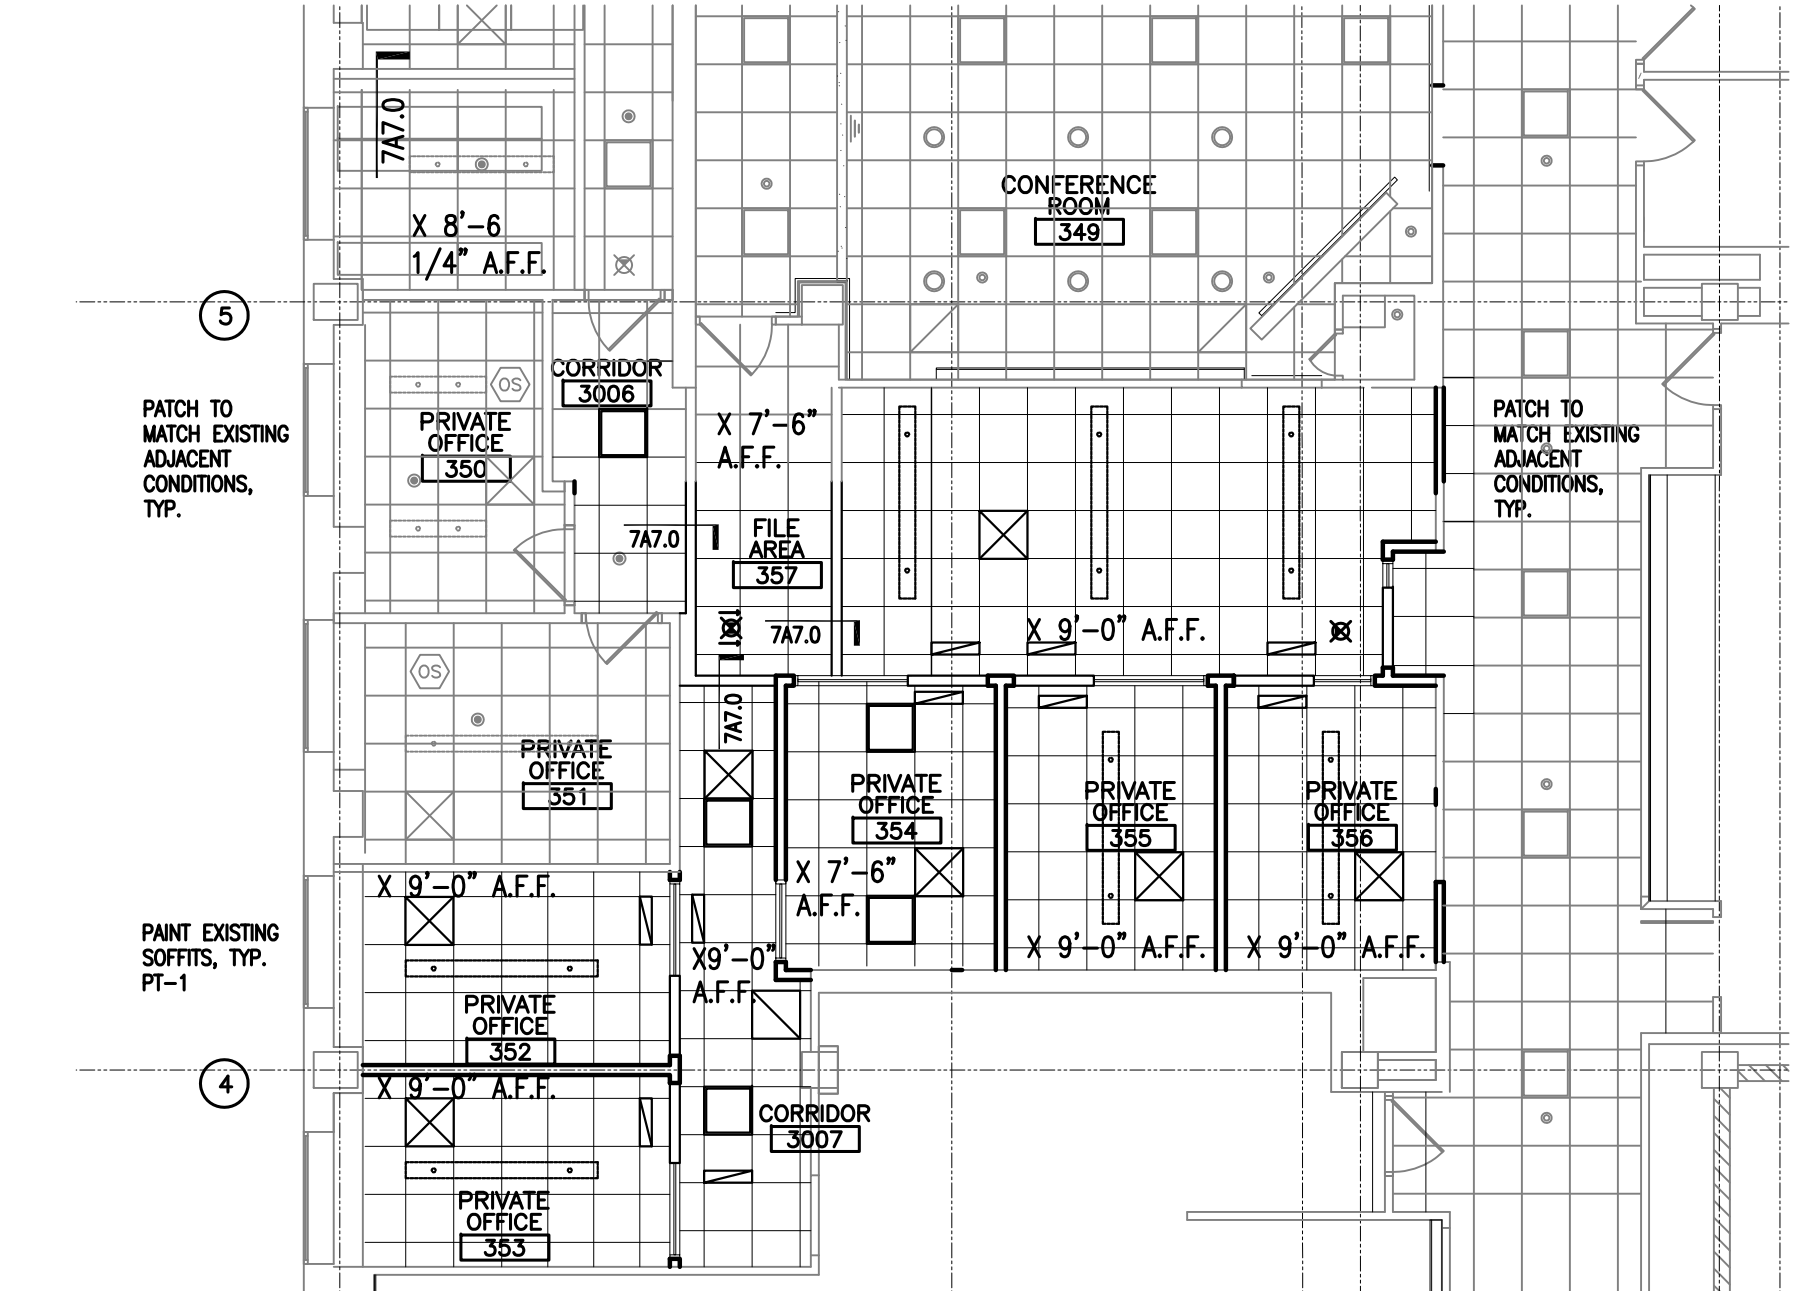 7A7.0
CONFERENCE
ROOM
349
X 8'-6
1/4" A.F.F.
5
CORRIDOR
3006
OS
PRIVATE
OFFICE
350
PATCH TO
MATCH EXISTING
ADJACENT
CONDITIONS,
TYP.
X 7'-6"
A.F.F.
PATCH TO
MATCH EXISTING
ADJACENT
CONDITIONS,
TYP.
7A7.0
FILE
AREA
357
7A7.0
X 9'-0" A.F.F.
OS
7A7.0
PRIVATE
OFFICE
351
PRIVATE
OFFICE
354
PRIVATE
OFFICE
355
PRIVATE
OFFICE
356
X 7'-6"
A.F.F.
X 9'-0" A.F.F.
PAINT EXISTING
SOFFITS, TYP.
PT-1
X9'-0"
A.F.F.
X 9'-0" A.F.F.
X 9'-0" A.F.F.
PRIVATE
OFFICE
352
4
X 9'-0" A.F.F.
CORRIDOR
3007
PRIVATE
OFFICE
353